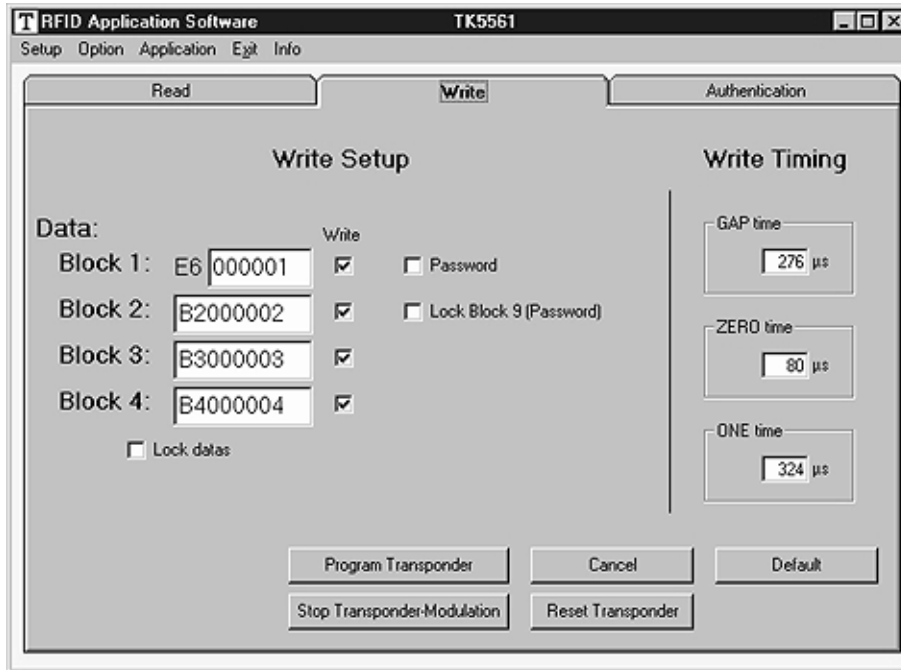 T RFID Application Software TK5561
Setup Option Application Exit Info
Read Write Authentication
Write Setup
Data:
Write
Block 1: E6 000001 Password
Block 2: B2000002 Lock Block 9 (Password)
Block 3: B3000003
Block 4: B4000004
Lock datas
Write Timing
GAP time
276 µs
ZERO time
80 µs
ONE time
324 µs
Program Transponder Cancel Default
Stop Transponder-Modulation Reset Transponder